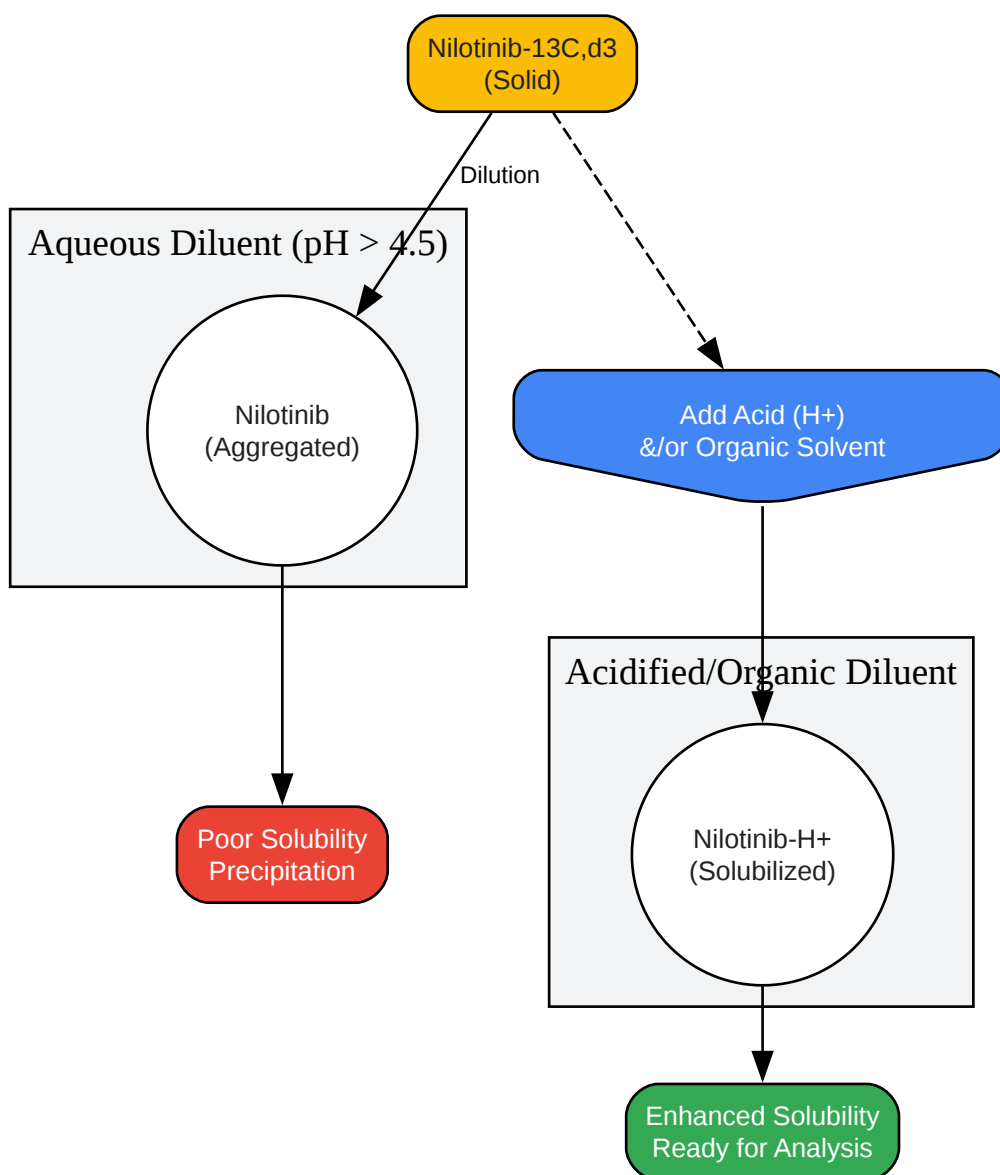 Nilotinib-13C,d3
(Solid)
Dilution
Aqueous Diluent (pH > 4.5)
Nilotinib
(Aggregated)
Add Acid (H+)
&/or Organic Solvent
Acidified/Organic Diluent
Poor Solubility
Precipitation
Nilotinib-H+
(Solubilized)
Enhanced Solubility
Ready for Analysis